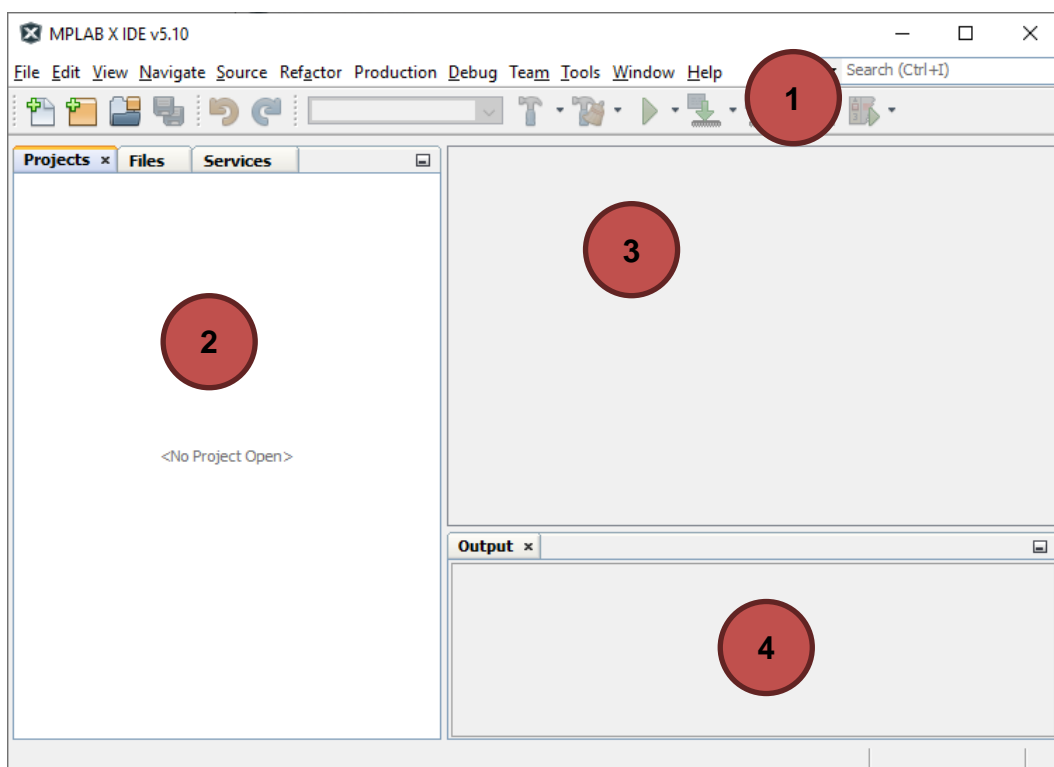 MPLAB X IDE v5.10
File Edit View Navigate Source Refactor Production Debug Team Tools Window Help
Search (Ctrl+I)
1
Projects Files Services
3
2
<No Project Open>
Output
4